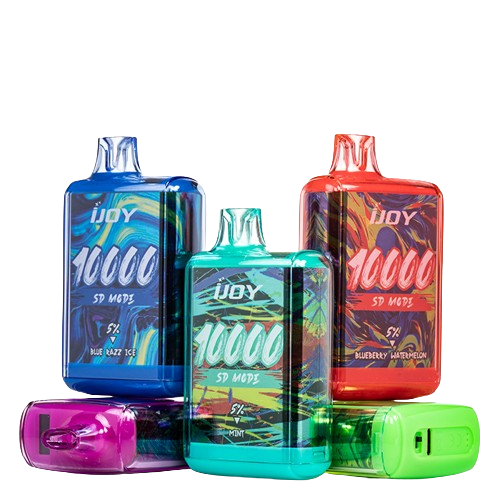 iJOY
10000
SD MODE
5%
BLUE RAZZ ICE
iJOY
10000
SD MODE
5%
MINT
iJOY
10000
SD MODE
5%
BLUEBERRY WATERMELON